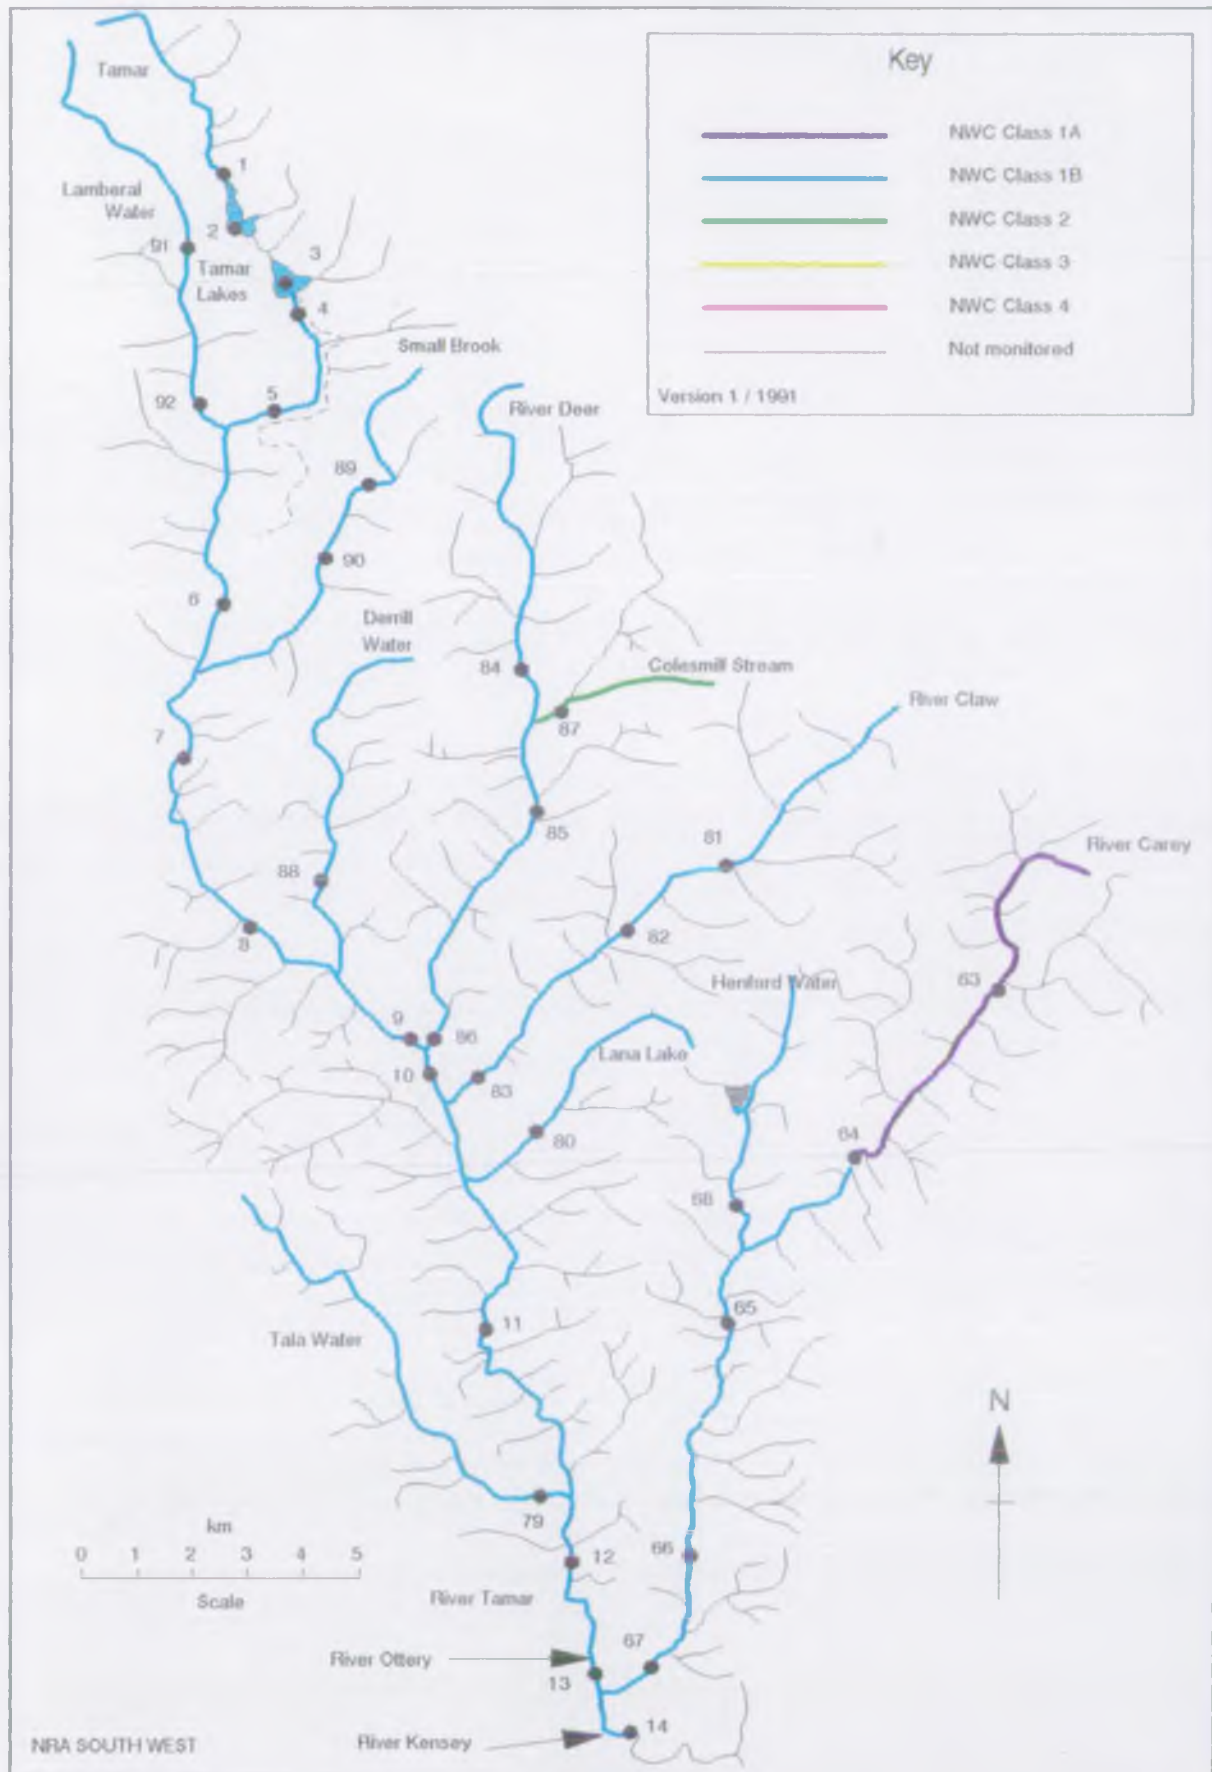 Key
NWC Class 1A
NWC Class 1B
NWC Class 2
NWC Class 3
NWC Class 4
Not monitored
Version 1 / 1991
Tamar
1
Lamberal
Water
2
91
3
Tamar
Lakes
4
Small Brook
92
5
River Deer
89
90
6
Derrill
Water
84
Colesmill Stream
87
River Claw
7
85
81
River Carey
88
8
82
Henford Water
63
9
86
Lana Lake
10
83
80
64
68
65
11
Tala Water
N
79
km
0 1 2 3 4 5
Scale
12
66
River Tamar
67
River Ottery
13
14
River Kensey
NRA SOUTH WEST